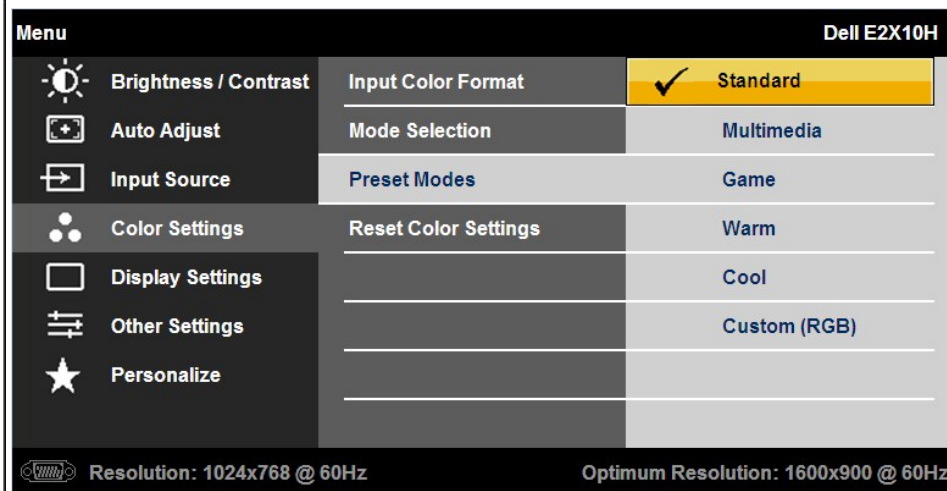 Menu Dell E2X10H
Brightness / Contrast Input Color Format Standard
Auto Adjust Mode Selection Multimedia
Input Source Preset Modes Game
Color Settings Reset Color Settings Warm
Display Settings Cool
Other Settings Custom (RGB)
Personalize
Resolution: 1024x768 @ 60Hz Optimum Resolution: 1600x900 @ 60Hz